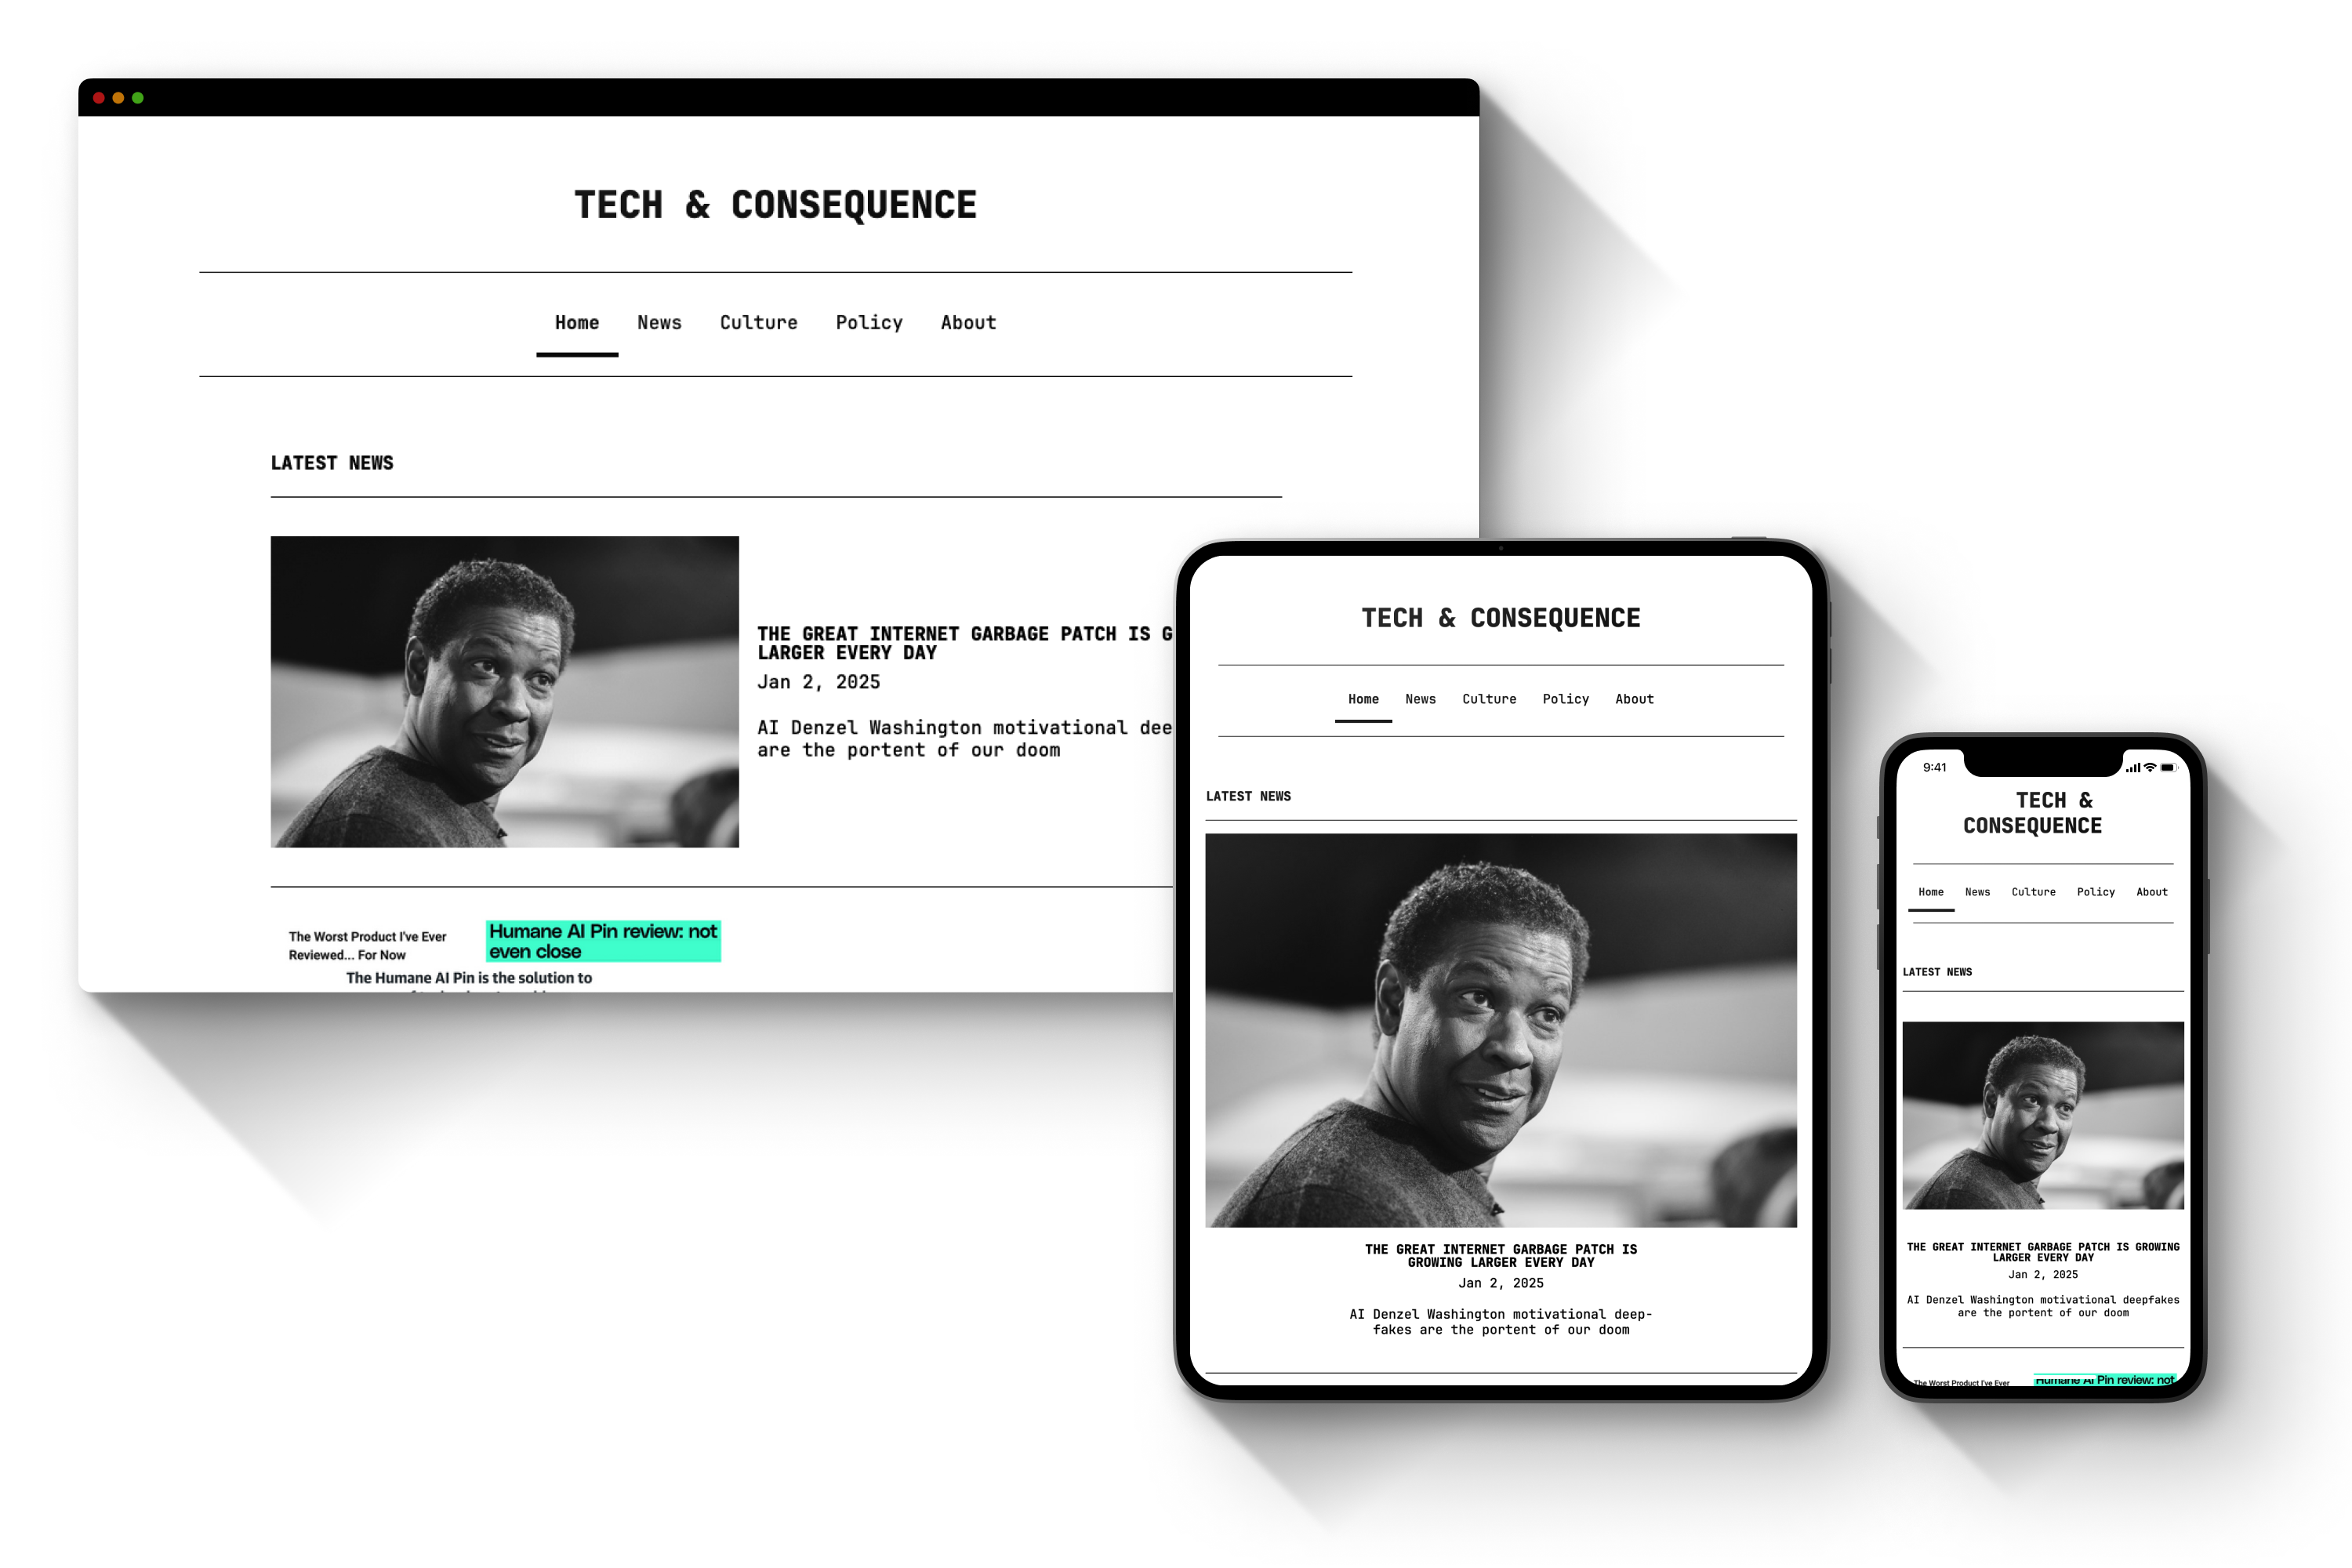 TECH & CONSEQUENCE
Home News Culture Policy About
LATEST NEWS
THE GREAT INTERNET GARBAGE PATCH IS G
LARGER EVERY DAY
Jan 2, 2025
AI Denzel Washington motivational dee
are the portent of our doom
The Worst Product I've Ever
Reviewed... For Now
Humane AI Pin review: not
even close
The Humane AI Pin is the solution to
TECH & CONSEQUENCE
Home News Culture Policy About
LATEST NEWS
THE GREAT INTERNET GARBAGE PATCH IS
GROWING LARGER EVERY DAY
Jan 2, 2025
AI Denzel Washington motivational deep-
fakes are the portent of our doom
9:41
TECH &
CONSEQUENCE
Home News Culture Policy About
LATEST NEWS
THE GREAT INTERNET GARBAGE PATCH IS GROWING
LARGER EVERY DAY
Jan 2, 2025
AI Denzel Washington motivational deepfakes
are the portent of our doom
The Worst Product I've Ever
Humane AI Pin review: not